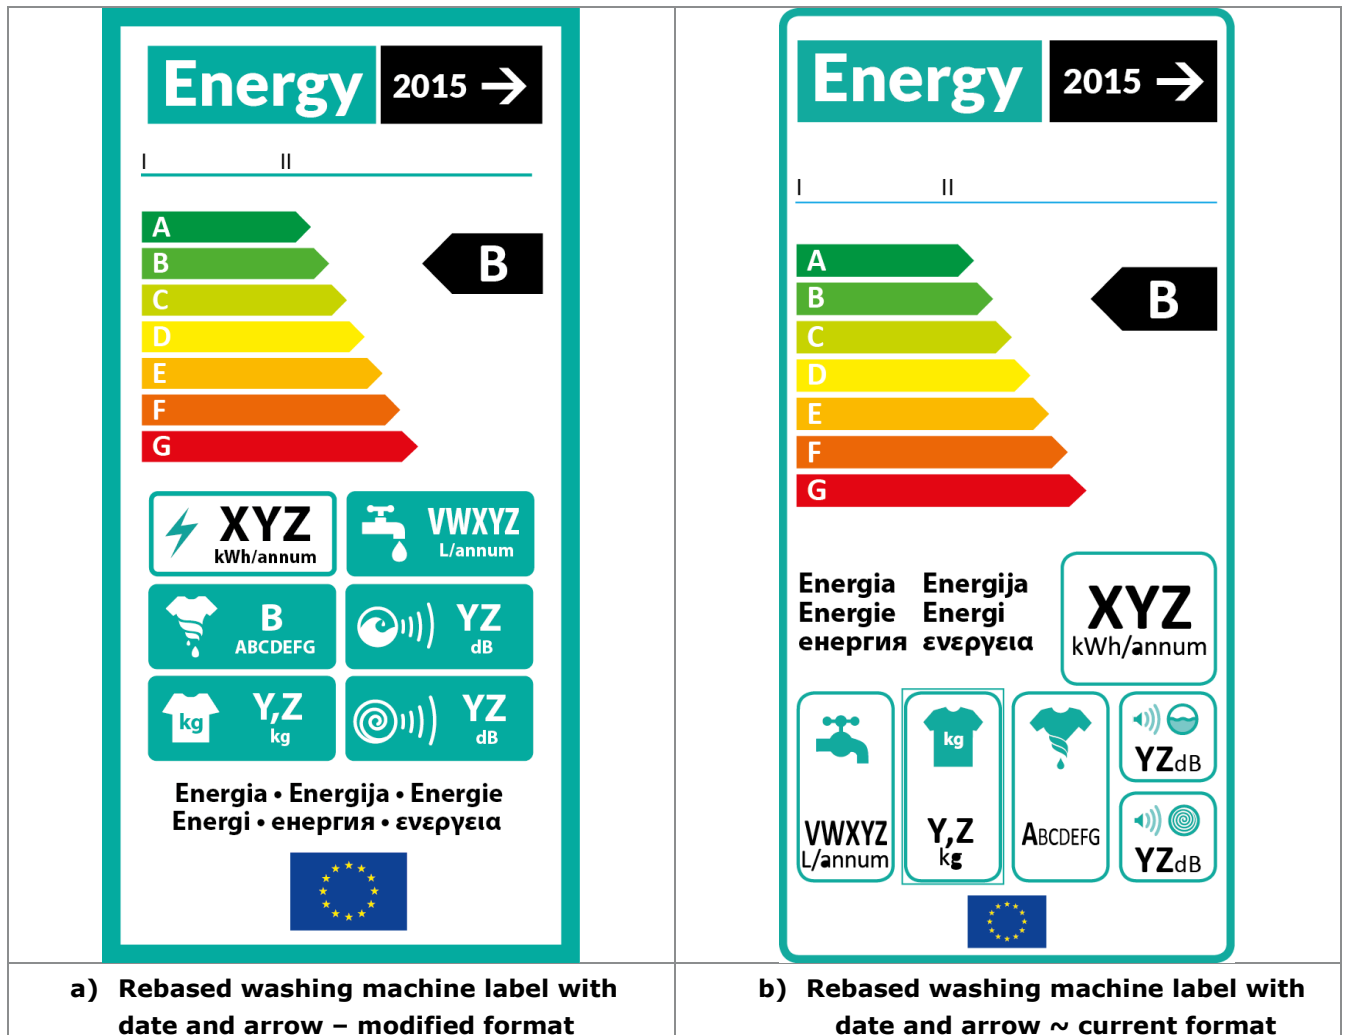 Energy 2015 →
I II
A
B
B
C
D
E
F
G
XYZ
kWh/annum
VWXYZ
L/annum
B
ABCDEFG
YZ
dB
kg
Y,Z
kg
YZ
dB
Energia • Energija • Energie
Energi • енергия • ενεργεια
a) Rebased washing machine label with
date and arrow – modified format
Energy 2015 →
I II
A
B
B
C
D
E
F
G
Energia Energija
Energie Energi
енергия ενεργεια
XYZ
kWh/annum
VWXYZ
L/annum
kg
Y,Z
kg
ABCDEFG
YZdB
YZdB
b) Rebased washing machine label with
date and arrow ~ current format